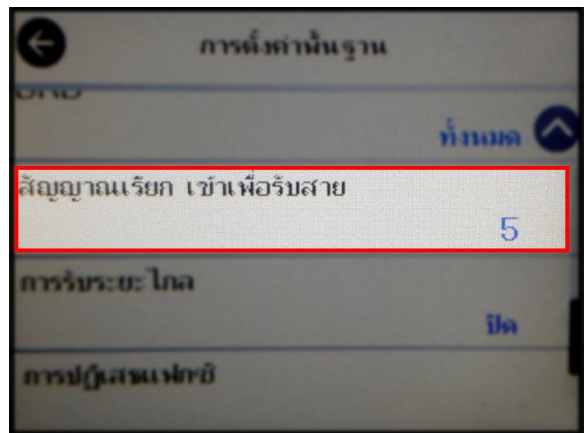 การตั้งค่าพื้นฐาน
DRD
ทั้งหมด
สัญญาณเรียก เข้าเพื่อรับสาย
5
การรับระยะไกล
ปิด
การปฏิเสธแฟกซ์